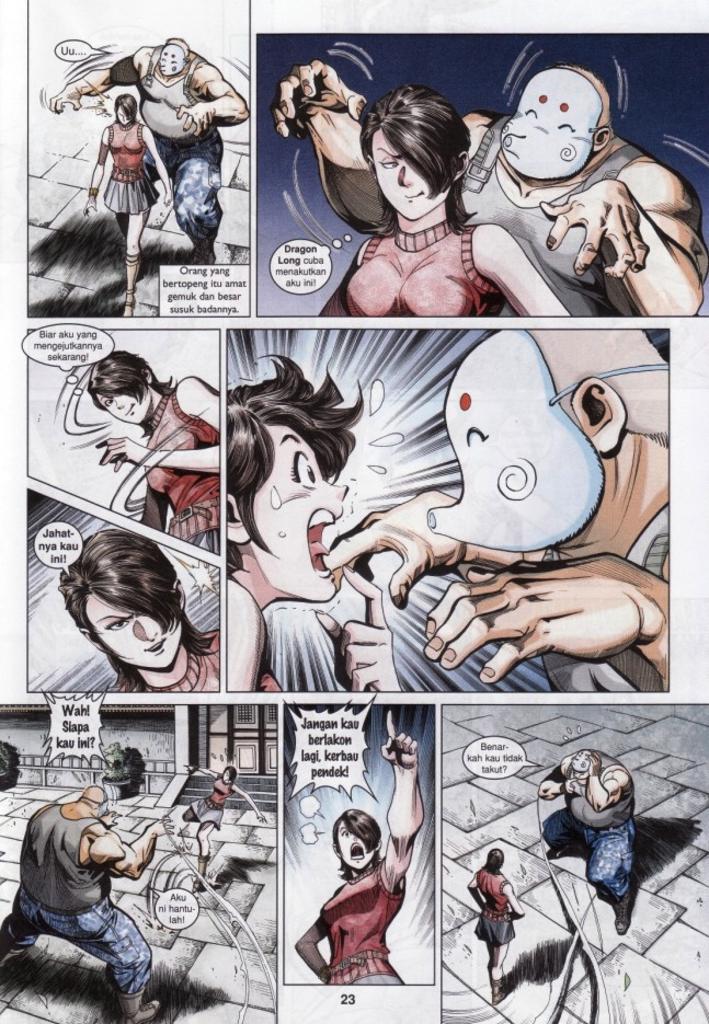 Uu....
Orang yang
bertopeng itu amat
gemuk dan besar
susuk badannya.
Dragon
Long cuba
menakutkan
aku ini!
Biar aku yang
mengejutkannya
sekarang!
Jahat-
nya kau
ini!
Wah!
Siapa
kau ini?
Aku
ni hantu-
lah!
Jangan kau
berlakon
lagi, kerbau
pendek!
Benar-
kah kau tidak
takut?
23